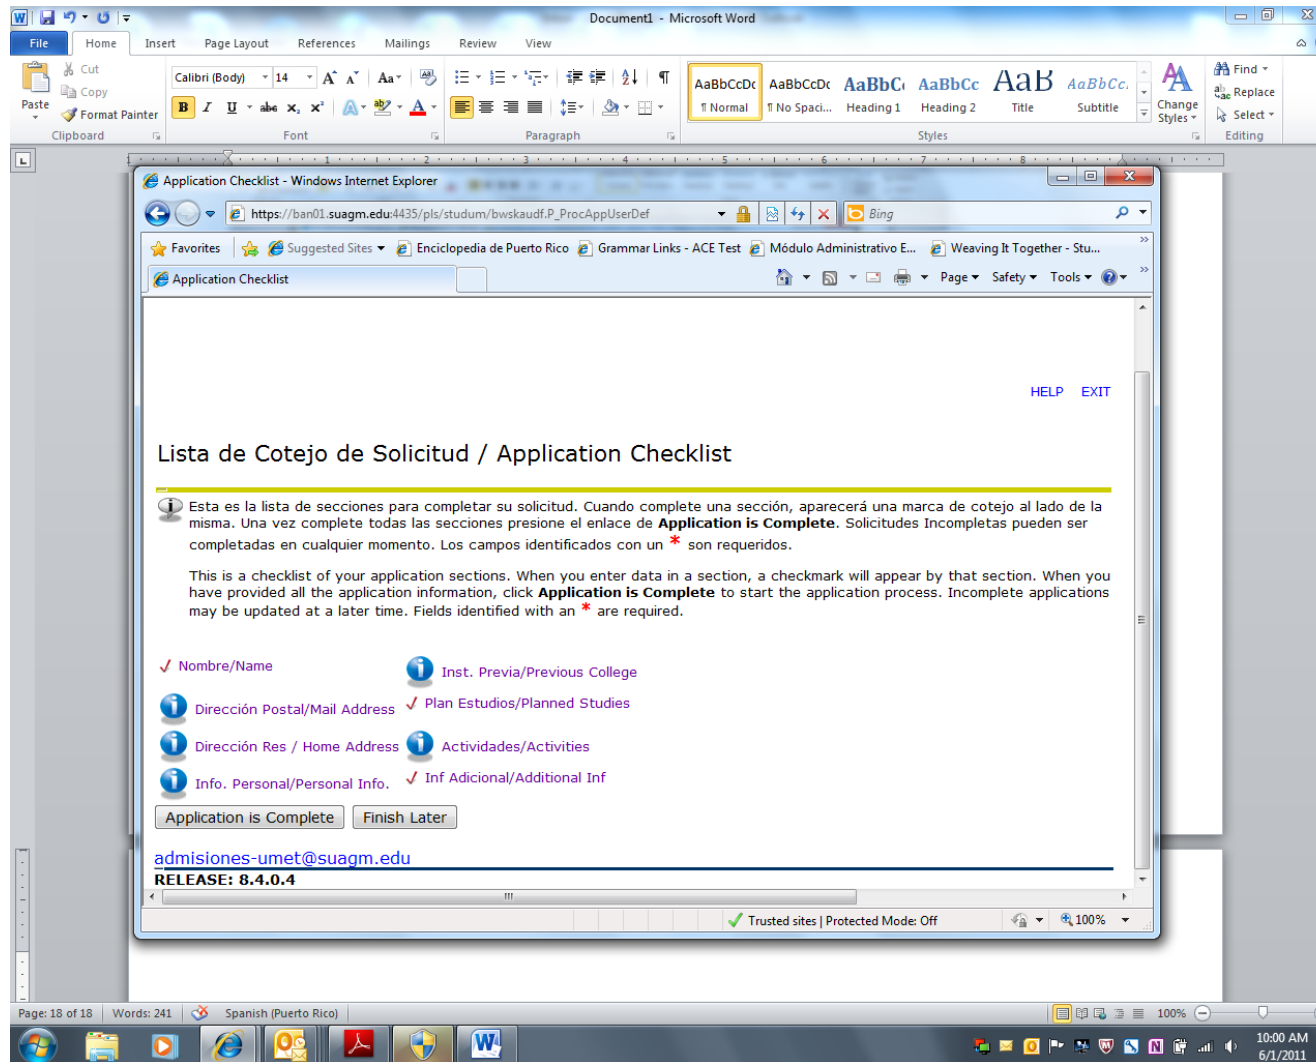 Document1 - Microsoft Word
File Home Insert Page Layout References Mailings Review View
Paste
Cut
Copy
Format Painter
Clipboard
Calibri (Body) 14
Font
Paragraph
AaBbCcDc AaBbCcDc AaBbC AaBbCc AaB AaBbCc.
¶ Normal ¶ No Spaci... Heading 1 Heading 2 Title Subtitle
Change Styles
Styles
Find
Replace
Select
Editing
1 1 2 3 4 5 6 7 8
Application Checklist - Windows Internet Explorer
https://ban01.suagm.edu:4435/pls/studum/bwskaudf.P_ProcAppUserDef
Bing
Favorites Suggested Sites Enciclopedia de Puerto Rico Grammar Links - ACE Test Módulo Administrativo E... Weaving It Together - Stu...
Application Checklist
Page Safety Tools
HELP EXIT
Lista de Cotejo de Solicitud / Application Checklist
Esta es la lista de secciones para completar su solicitud. Cuando complete una sección, aparecerá una marca de cotejo al lado de la
misma. Una vez complete todas las secciones presione el enlace de Application is Complete. Solicitudes Incompletas pueden ser
completadas en cualquier momento. Los campos identificados con un * son requeridos.
This is a checklist of your application sections. When you enter data in a section, a checkmark will appear by that section. When you
have provided all the application information, click Application is Complete to start the application process. Incomplete applications
may be updated at a later time. Fields identified with an * are required.
Nombre/Name
Inst. Previa/Previous College
Dirección Postal/Mail Address
Plan Estudios/Planned Studies
Dirección Res / Home Address
Actividades/Activities
Info. Personal/Personal Info.
Inf Adicional/Additional Inf
Application is Complete Finish Later
admisiones-umet@suagm.edu
RELEASE: 8.4.0.4
Trusted sites | Protected Mode: Off 100%
Page: 18 of 18 Words: 241 Spanish (Puerto Rico) 100%
10:00 AM
6/1/2011